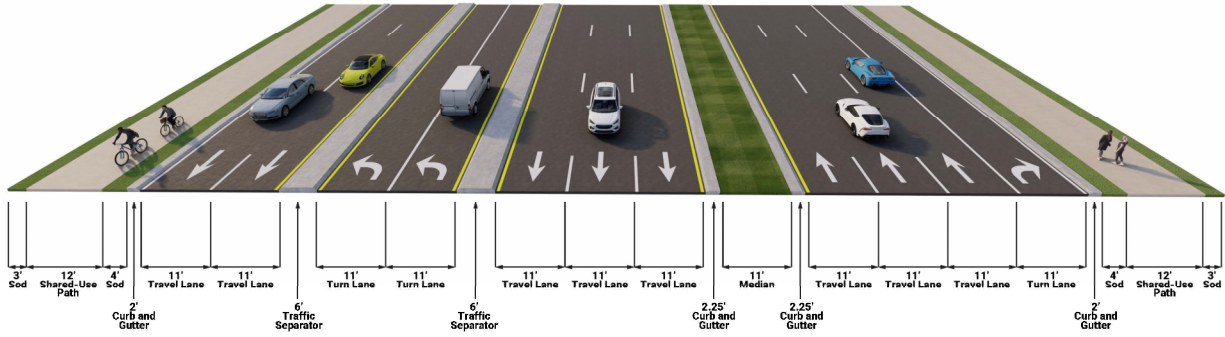 3'
Sod
12'
Shared-Use
Path
4'
Sod
2'
Curb and
Gutter
11'
Travel Lane
11'
Travel Lane
6'
Traffic
Separator
11'
Turn Lane
11'
Turn Lane
6'
Traffic
Separator
11'
Travel Lane
11'
Travel Lane
11'
Travel Lane
2.25'
Curb and
Gutter
11'
Median
2.25'
Curb and
Gutter
11'
Travel Lane
11'
Travel Lane
11'
Travel Lane
11'
Turn Lane
2'
Curb and
Gutter
4'
Sod
12'
Shared-Use
Path
3'
Sod